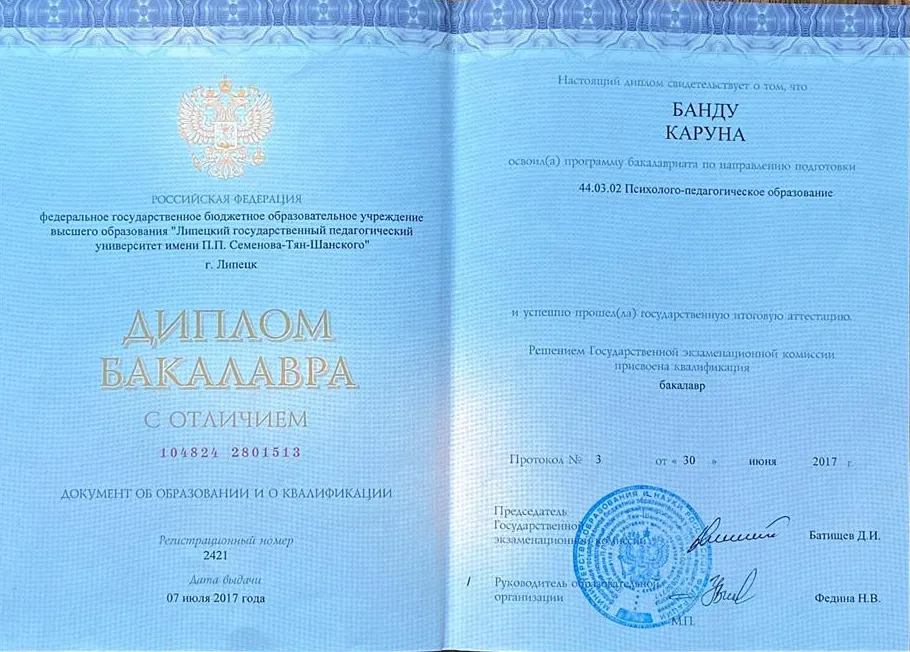 РОССИЙСКАЯ ФЕДЕРАЦИЯ
федеральное государственное бюджетное образовательное учреждение
высшего образования "Липецкий государственный педагогический
университет имени П.П. Семенова-Тян-Шанского"
г. Липецк
ДИПЛОМ
БАКАЛАВРА
С ОТЛИЧИЕМ
104824 2801513
ДОКУМЕНТ ОБ ОБРАЗОВАНИИ И О КВАЛИФИКАЦИИ
Регистрационный номер
2421
Дата выдачи
07 июля 2017 года
Настоящий диплом свидетельствует о том, что
БАНДУ
КАРУНА
освоил(а) программу бакалавриата по направлению подготовки
44.03.02 Психолого-педагогическое образование
и успешно прошел(ла) государственную итоговую аттестацию.
Решением Государственной экзаменационной комиссии
присвоена квалификация
бакалавр
Протокол № 3 от « 30 » июня 2017 г.
Председатель
Государственной
экзаменационной комиссии Батищев Д.И.
Руководитель образовательной
организации Федина Н.В.
М.П.